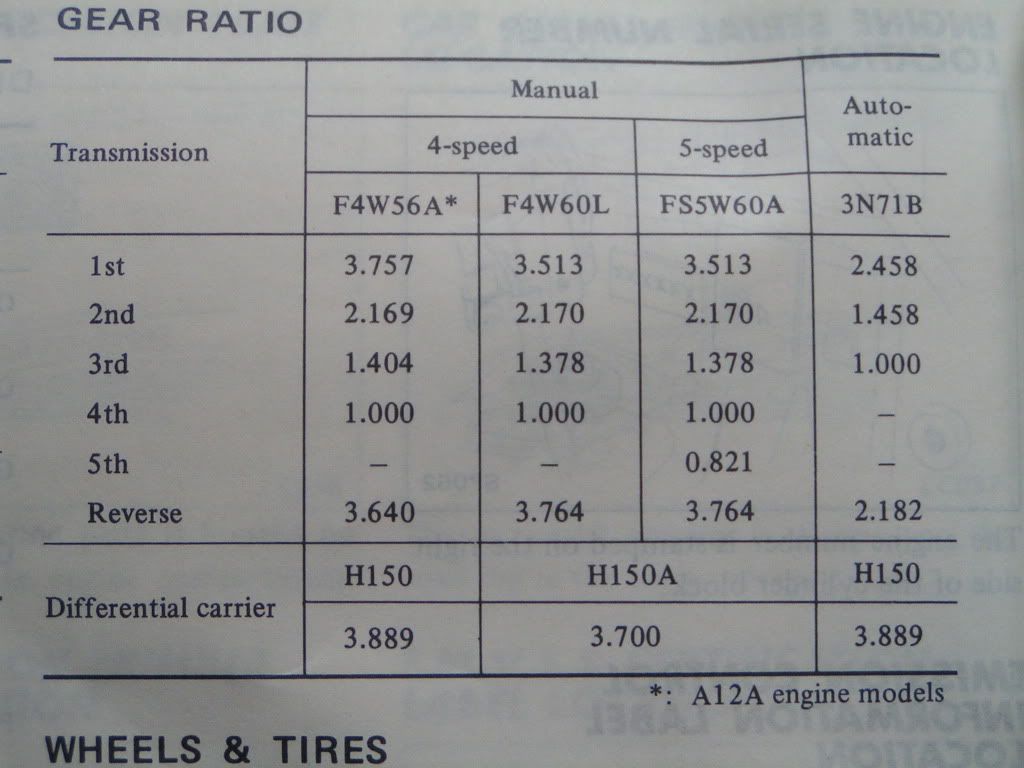 GEAR RATIO
Transmission Manual Auto-
matic
4-speed 5-speed
F4W56A* F4W60L FS5W60A 3N71B
1st 3.757 3.513 3.513 2.458
2nd 2.169 2.170 2.170 1.458
3rd 1.404 1.378 1.378 1.000
4th 1.000 1.000 1.000 –
5th – – 0.821 –
Reverse 3.640 3.764 3.764 2.182
Differential carrier H150 H150A H150
3.889 3.700 3.889
*: A12A engine models
WHEELS & TIRES